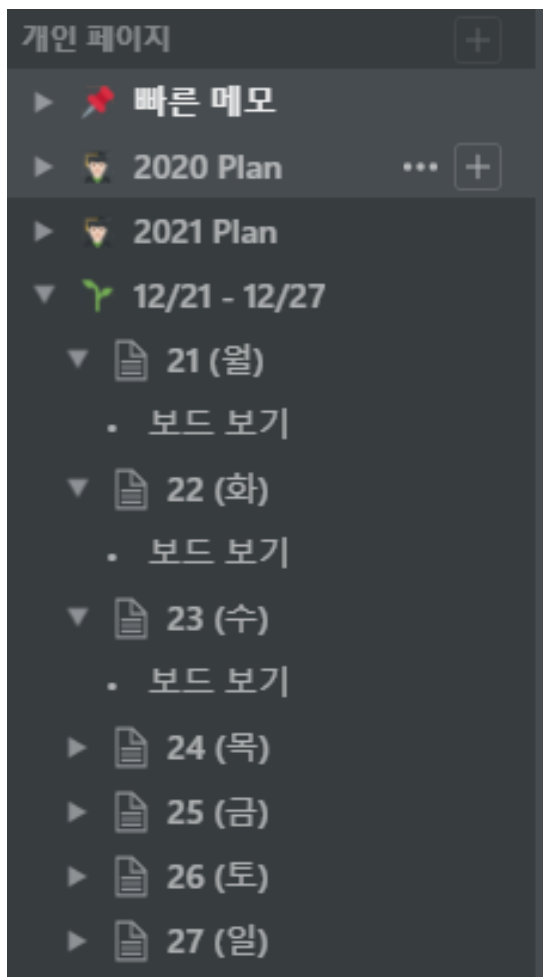 개인 페이지
빠른 메모
2020 Plan
2021 Plan
12/21 - 12/27
21 (월)
보드 보기
22 (화)
보드 보기
23 (수)
보드 보기
24 (목)
25 (금)
26 (토)
27 (일)